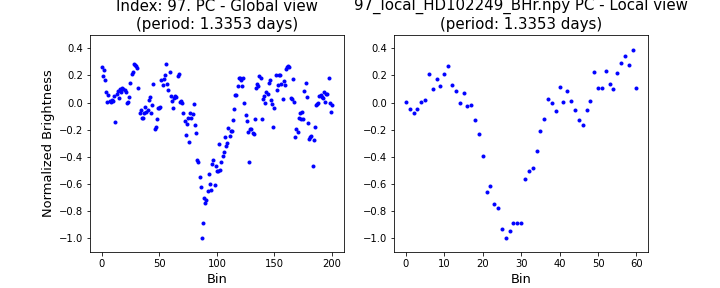 Index: 97. PC - Global view
(period: 1.3353 days)
97_local_HD102249_BHr.npy PC - Local view
(period: 1.3353 days)
Normalized Brightness
0.4
0.2
0.0
−0.2
−0.4
−0.6
−0.8
−1.0
0 50 100 150 200
Bin
0.4
0.2
0.0
−0.2
−0.4
−0.6
−0.8
−1.0
0 10 20 30 40 50 60
Bin